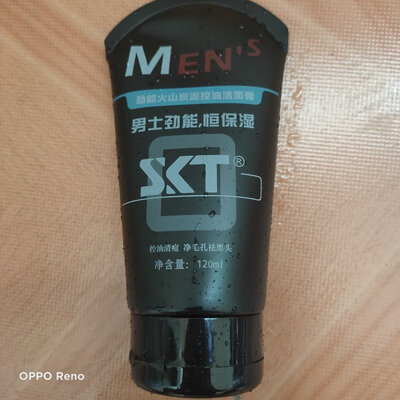 MEN'S
劲能火山炭泥控油洁面膏
男士劲能,恒保湿
SKT®
控油清痘 净毛孔祛黑头
净含量: 120ml
OPPO Reno